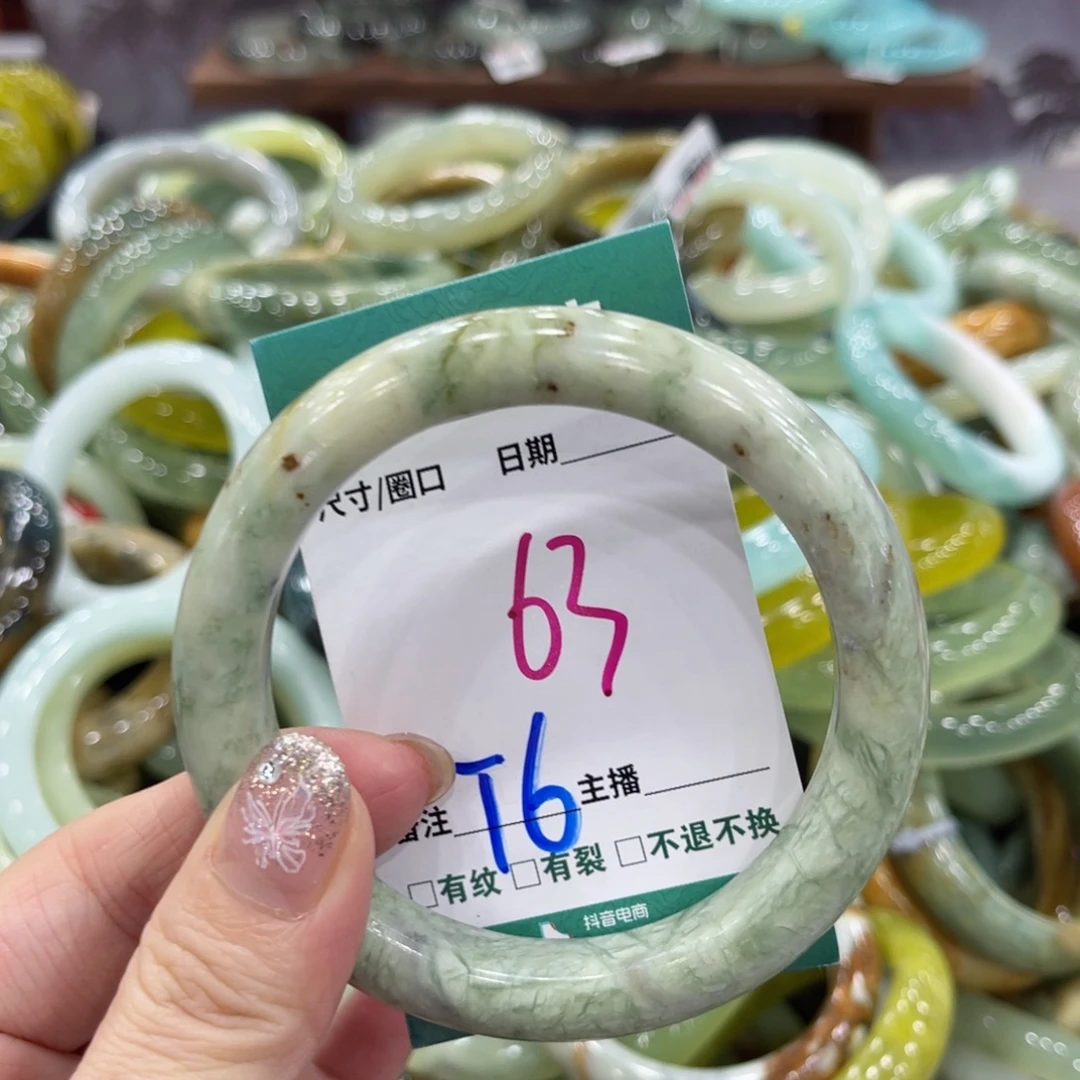 尺寸/圈口 日期
63
T6
备注 主播
□有纹 □有裂 □不退不换
抖音电商